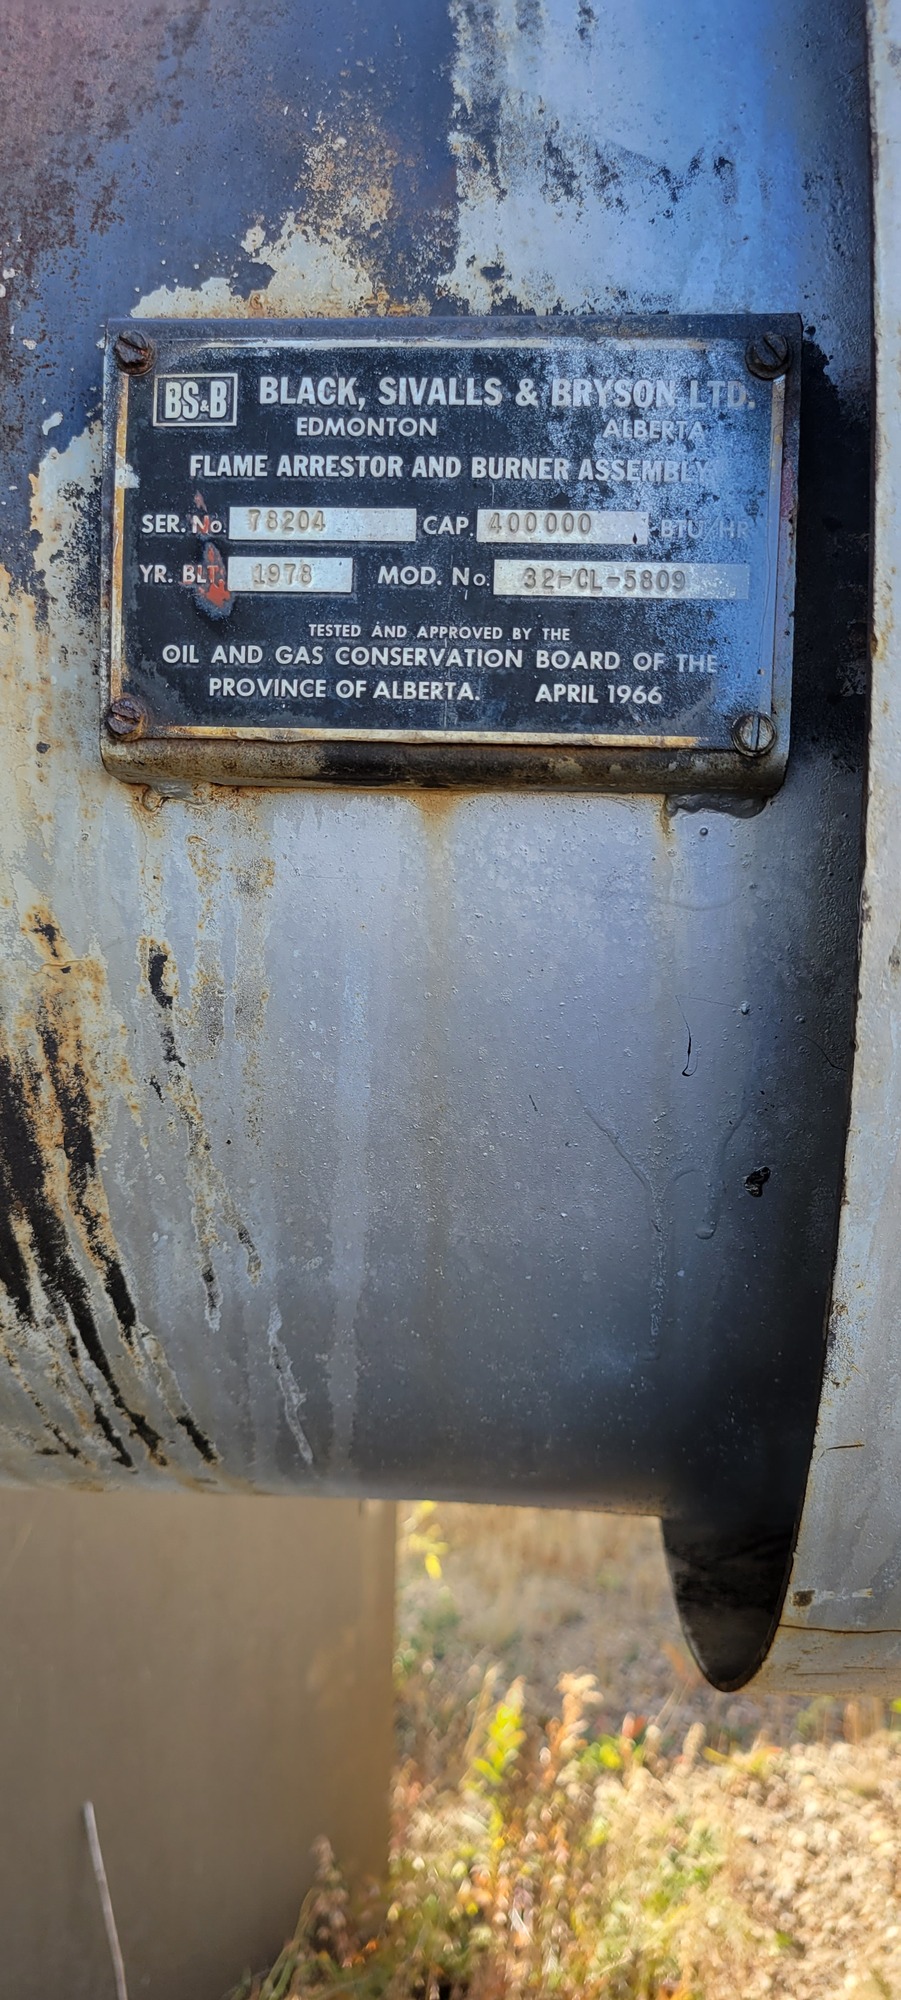 BS&B BLACK, SIVALLS & BRYSON LTD.
EDMONTON ALBERTA
FLAME ARRESTOR AND BURNER ASSEMBLY
SER. No. 78204 CAP. 400000 BTU/HR
YR. BLT. 1978 MOD. No. 32-CL-5809
TESTED AND APPROVED BY THE
OIL AND GAS CONSERVATION BOARD OF THE
PROVINCE OF ALBERTA. APRIL 1966